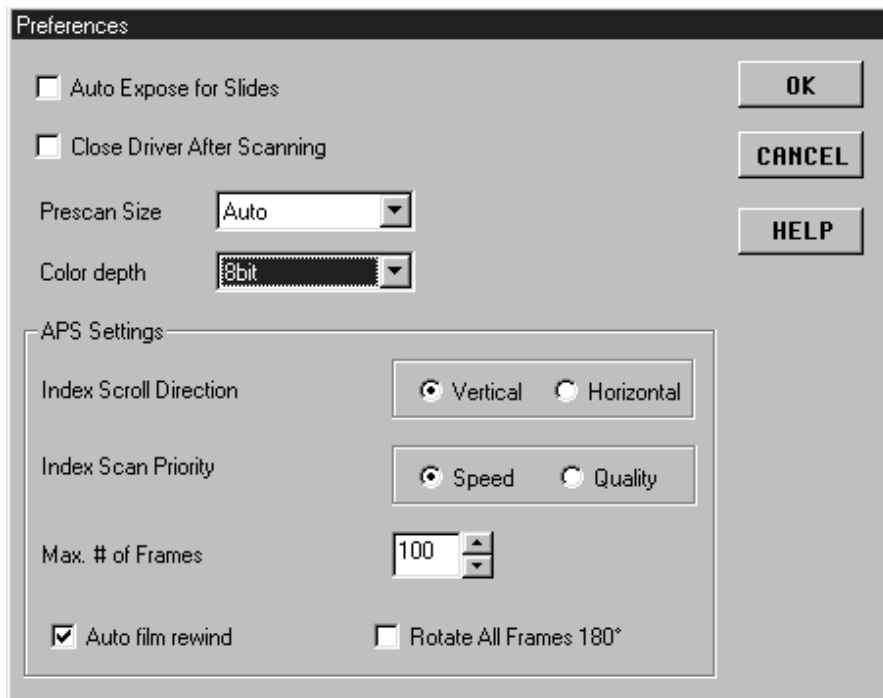 Preferences
Auto Expose for Slides
OK
Close Driver After Scanning
CANCEL
Prescan Size Auto
HELP
Color depth 8bit
APS Settings
Index Scroll Direction Vertical Horizontal
Index Scan Priority Speed Quality
Max. # of Frames 100
Auto film rewind Rotate All Frames 180°